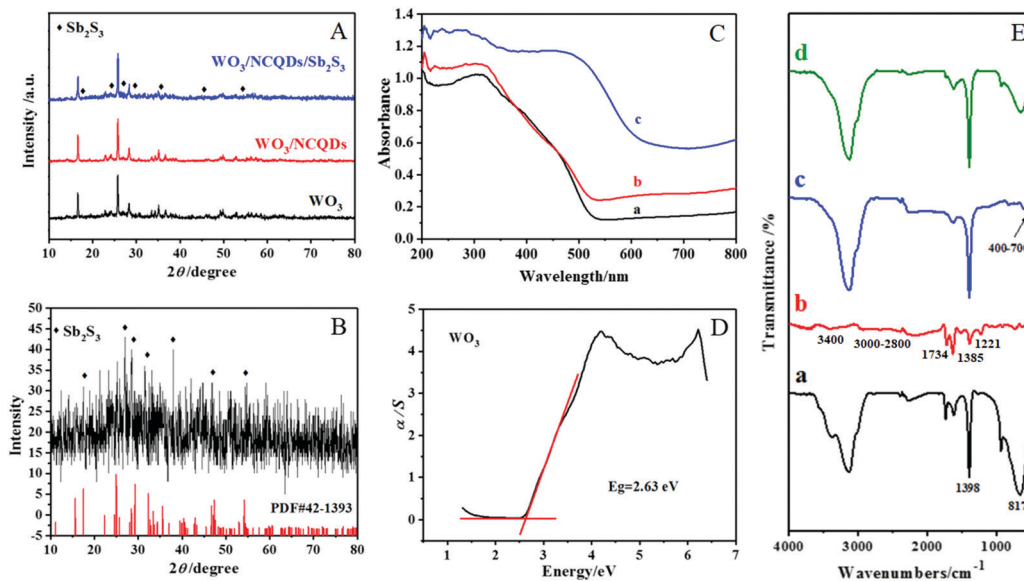 A
♦ Sb₂S₃
WO₃/NCQDs/Sb₂S₃
WO₃/NCQDs
WO₃
Intensity /a.u.
10 20 30 40 50 60 70 80
2θ/degree
C
1.4
1.2
1.0
0.8
0.6
0.4
0.2
0.0
Absorbance
c
b
a
200 300 400 500 600 700 800
Wavelength/nm
B
♦ Sb₂S₃
50
45
40
35
30
25
20
15
10
5
0
-5
Intensity
PDF#42-1393
10 20 30 40 50 60 70 80
2θ/degree
D
WO₃
5
4
3
2
1
0
α/S
Eg=2.63 eV
1 2 3 4 5 6 7
Energy/eV
E
d
c
400-700
b
3400
3000-2800
1734
1385
1221
a
1398
817
Transmittance /%
4000 3000 2000 1000
Wavenumbers/cm⁻¹